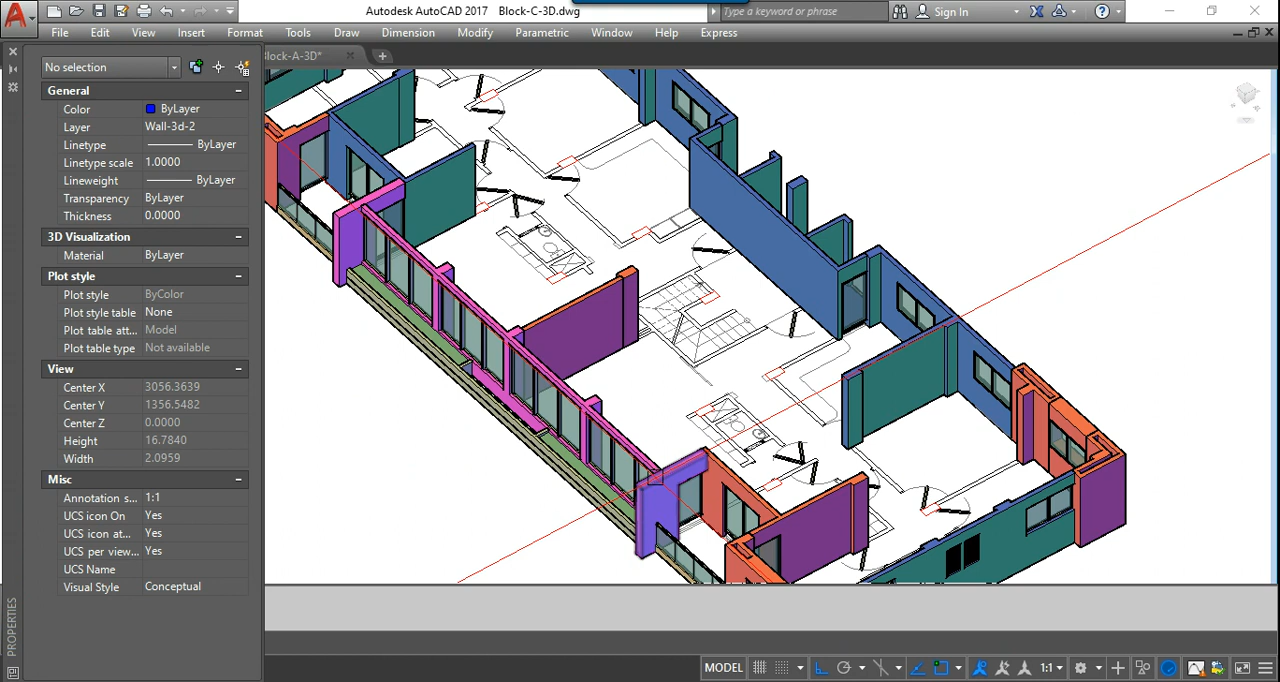 Autodesk AutoCAD 2017 Block-C-3D.dwg
Type a keyword or phrase
Sign In
File Edit View Insert Format Tools Draw Dimension Modify Parametric Window Help Express
Block-A-3D*
No selection
General
Color ByLayer
Layer Wall-3d-2
Linetype ByLayer
Linetype scale 1.0000
Lineweight ByLayer
Transparency ByLayer
Thickness 0.0000
3D Visualization
Material ByLayer
Plot style
Plot style ByColor
Plot style table None
Plot table att... Model
Plot table type Not available
View
Center X 3056.3639
Center Y 1356.5482
Center Z 0.0000
Height 16.7840
Width 2.0959
Misc
Annotation s... 1:1
UCS icon On Yes
UCS icon at... Yes
UCS per view... Yes
UCS Name
Visual Style Conceptual
PROPERTIES
MODEL 1:1